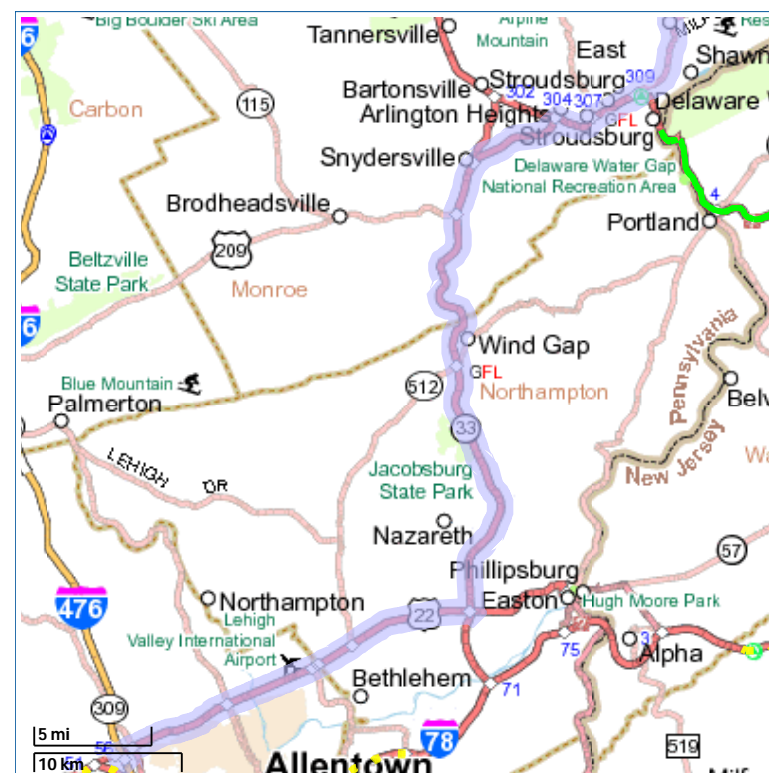 Big Boulder Ski Area
Tannersville
Alpine
Mountain
East
Stroudsburg
309
Shawn
Bartonsville
302
Arlington Heights
304
307
GFL
Delaware
Stroudsburg
Carbon
115
Snydersville
Delaware Water Gap
National Recreation Area
4
Brodheadsville
Portland
209
Beltzville
State Park
Monroe
6
Wind Gap
GFL
Pennsylvania
New Jersey
Blue Mountain
512
Northampton
Palmerton
Belv
33
LEHIGH DR
Jacobsburg
State Park
Wa
Nazareth
57
Phillipsburg
476
Northampton
22
Easton
Hugh Moore Park
Lehigh
Valley International
Airport
75
3
Alpha
Bethlehem
71
309
5 mi
78
519
10 km
Allentown